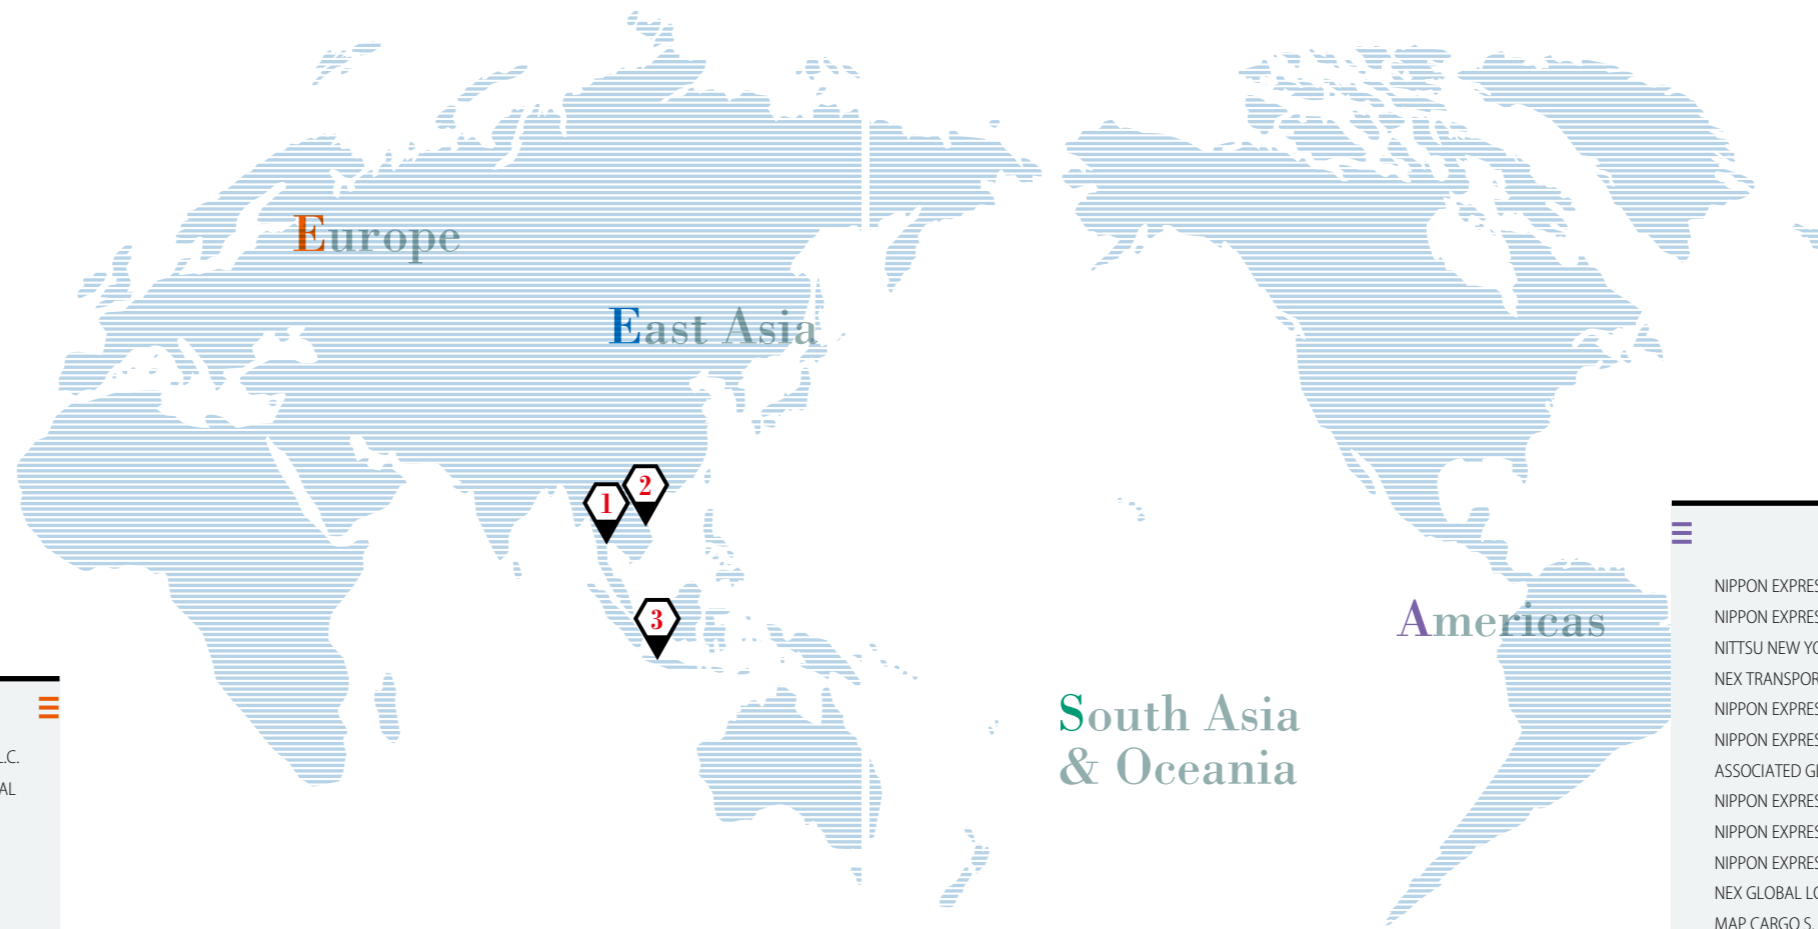 Europe
East Asia
1
2
3
Americas
South Asia
& Oceania
L.C.
AL
NIPPON EXPRES
NIPPON EXPRES
NITTSU NEW YO
NEX TRANSPOR
NIPPON EXPRES
NIPPON EXPRES
ASSOCIATED GL
NIPPON EXPRES
NIPPON EXPRES
NIPPON EXPRES
NEX GLOBAL LO
MAP CARGO S.